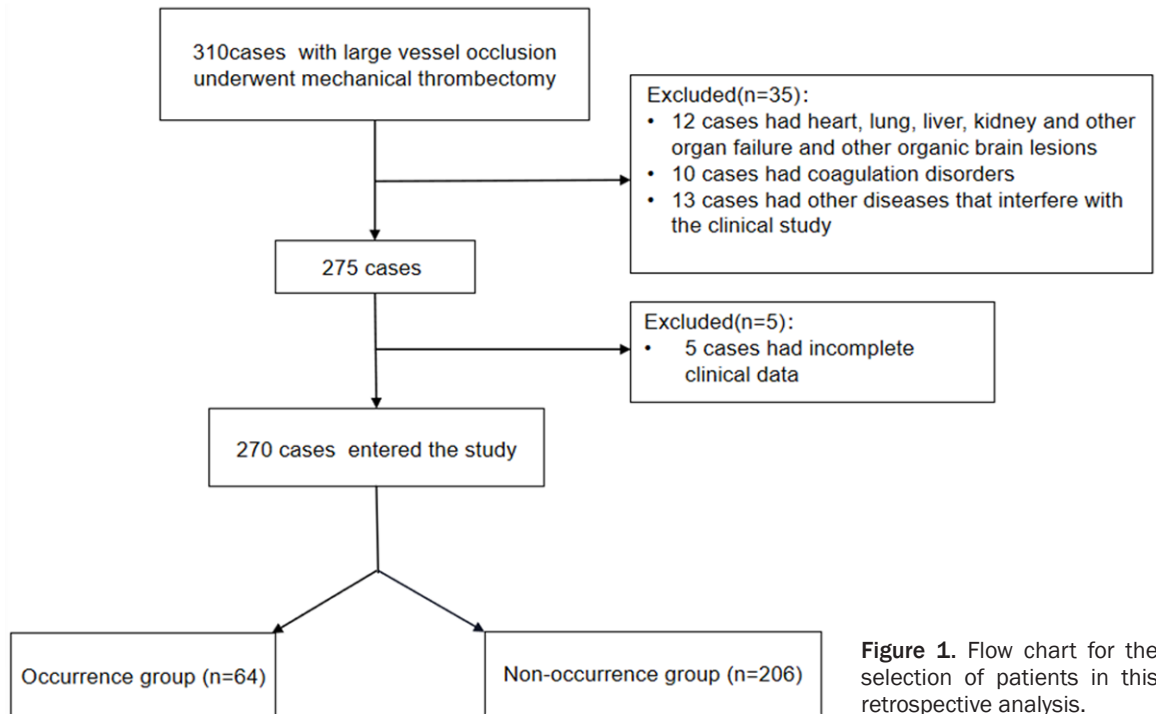 310cases with large vessel occlusion
underwent mechanical thrombectomy
Excluded(n=35):
• 12 cases had heart, lung, liver, kidney and other
organ failure and other organic brain lesions
• 10 cases had coagulation disorders
• 13 cases had other diseases that interfere with
the clinical study
275 cases
Excluded(n=5):
• 5 cases had incomplete
clinical data
270 cases entered the study
Occurrence group (n=64)
Non-occurrence group (n=206)
Figure 1. Flow chart for the
selection of patients in this
retrospective analysis.